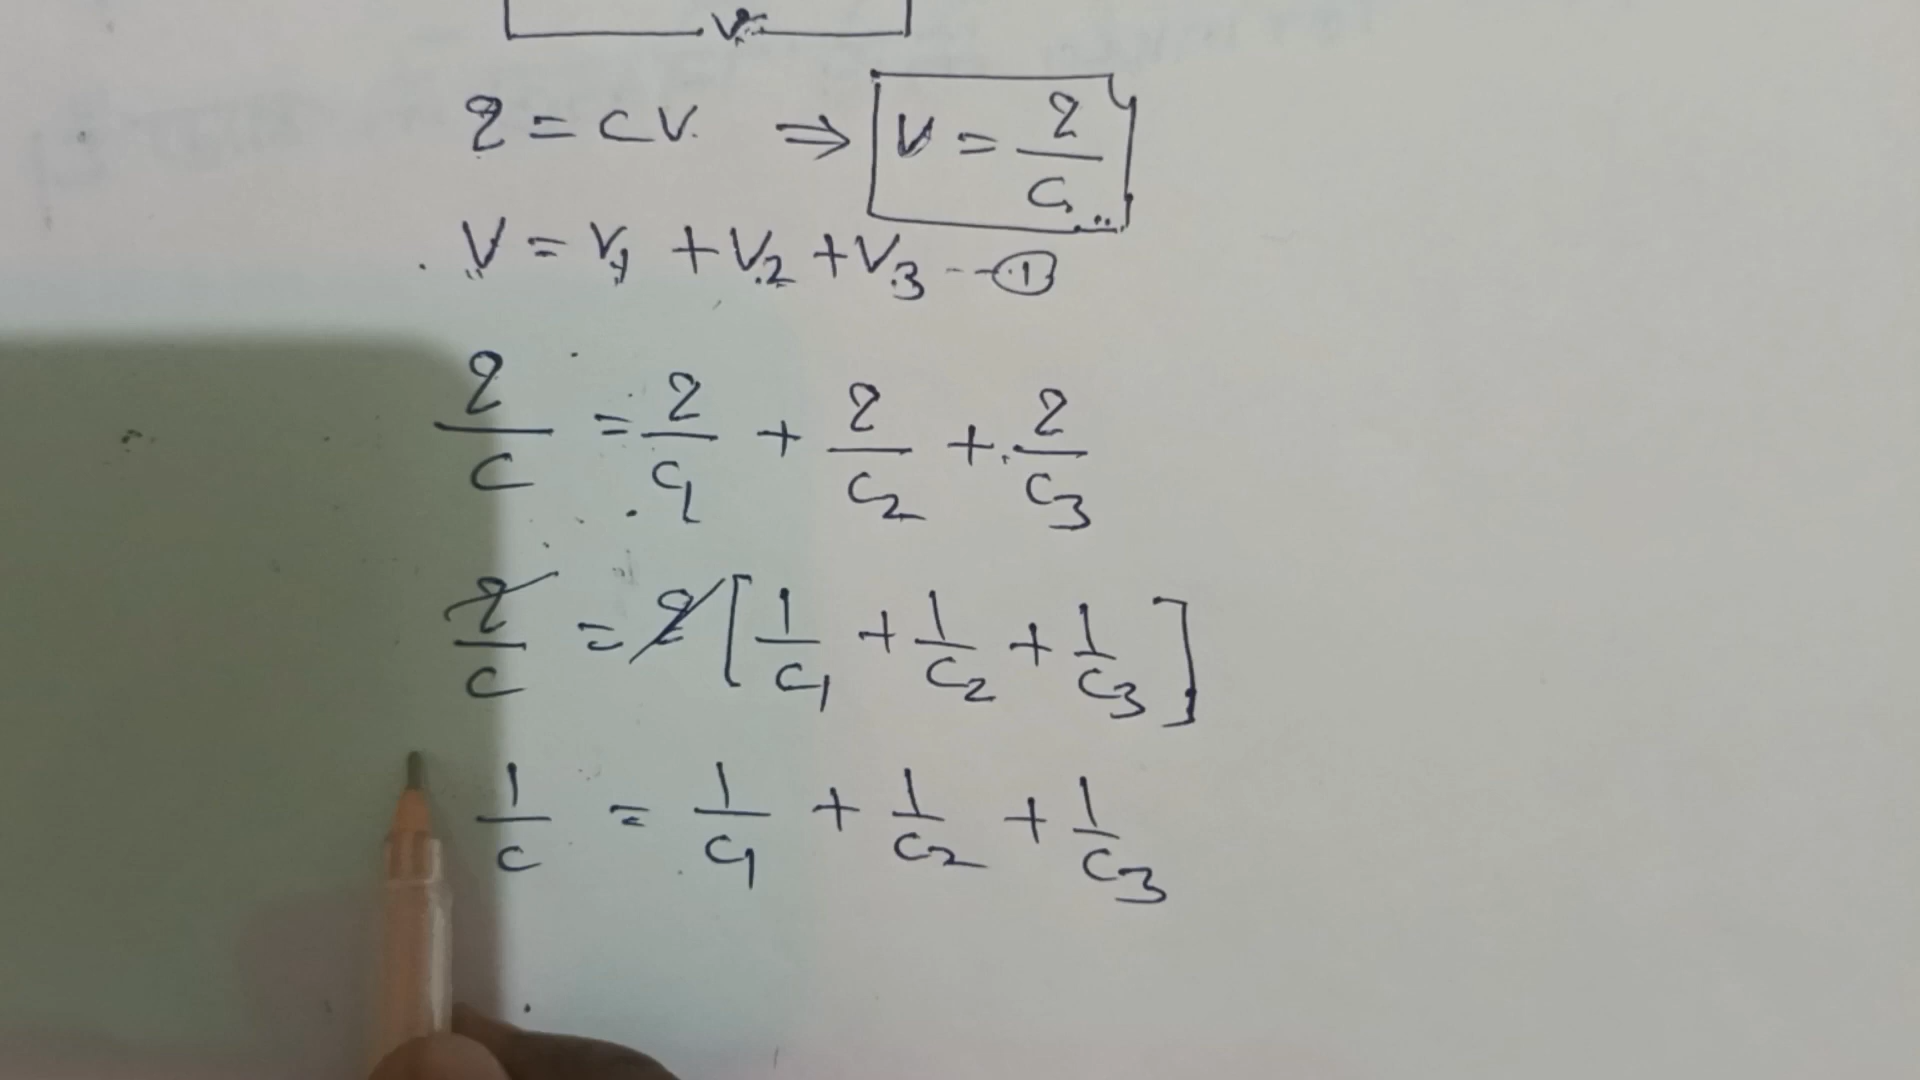 V
q = CV ⇒ V = q/C
V = V1 + V2 + V3 --- ①
q/C = q/C1 + q/C2 + q/C3
q/C = q [1/C1 + 1/C2 + 1/C3]
1/C = 1/C1 + 1/C2 + 1/C3